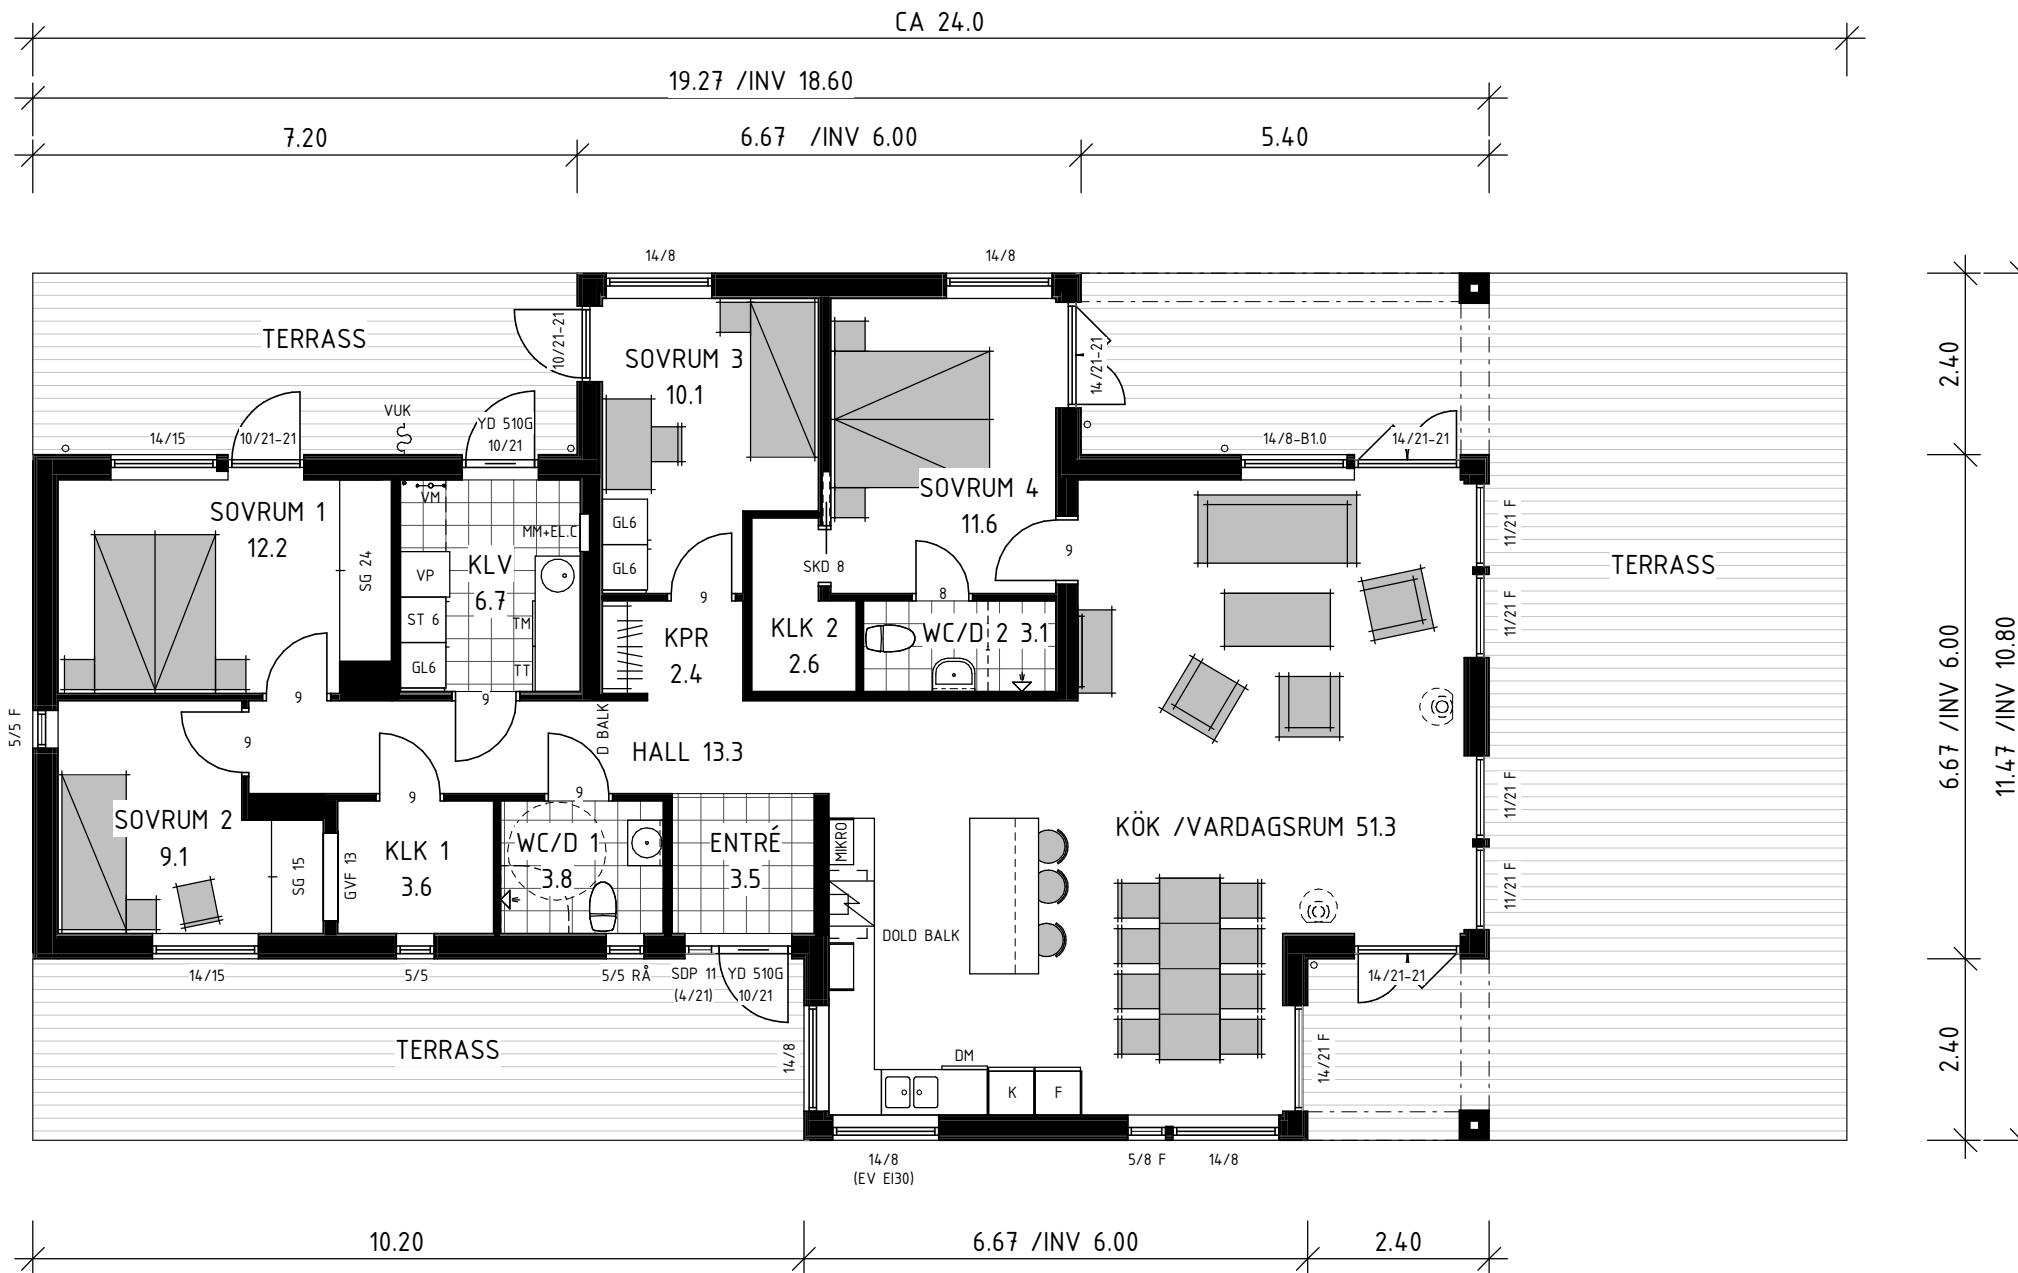 CA 24.0
19.27 /INV 18.60
7.20
6.67 /INV 6.00
5.40
14/8
14/8
TERRASS
10/21-21
SOVRUM 3
10.1
14/21-21
2.40
VUK
YD 510G
10/21
14/15
10/21-21
14/8-B1.0
14/21-21
SOVRUM 1
12.2
VM
MM+EL.C
SG 24
KLV
6.7
VP
ST 6
GL6
TM
TT
GL6
GL6
SOVRUM 4
11.6
SKD 8
9
9
8
11/21 F
11/21 F
TERRASS
KPR
2.4
KLK 2
2.6
WC/D 2 3.1
6.67 /INV 6.00
11.47 /INV 10.80
9
9
5/5 F
9
D BALK
HALL 13.3
9
9
SOVRUM 2
9.1
SG 15
GVF 13
KLK 1
3.6
WC/D 1
3.8
ENTRÉ
3.5
MIKRO
KÖK /VARDAGSRUM 51.3
11/21 F
11/21 F
DOLD BALK
14/15
5/5
5/5 RÅ
SDP 11
(4/21)
YD 510G
10/21
14/21-21
TERRASS
14/8
DM
K
F
14/21 F
2.40
14/8
(EV EI30)
5/8 F
14/8
10.20
6.67 /INV 6.00
2.40